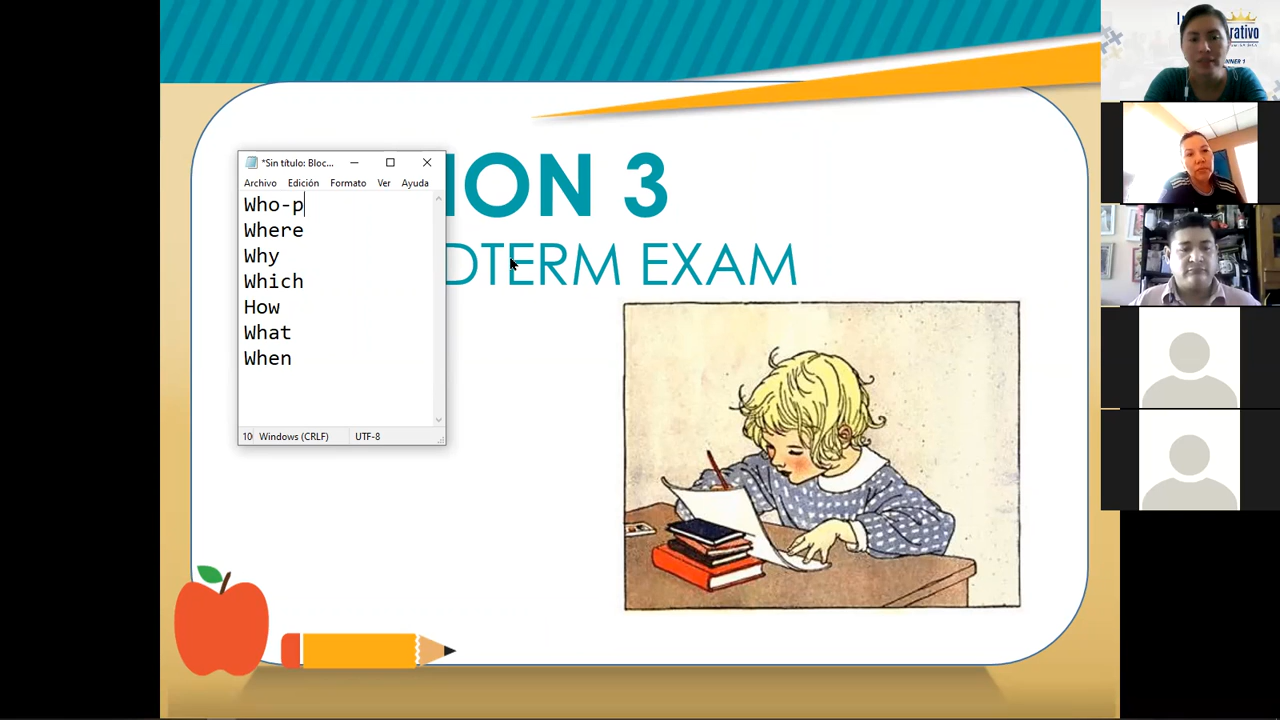 ION 3
DTERM EXAM
*Sin título: Bloc...
Archivo Edición Formato Ver Ayuda
Who-p
Where
Why
Which
How
What
When
10 Windows (CRLF) UTF-8